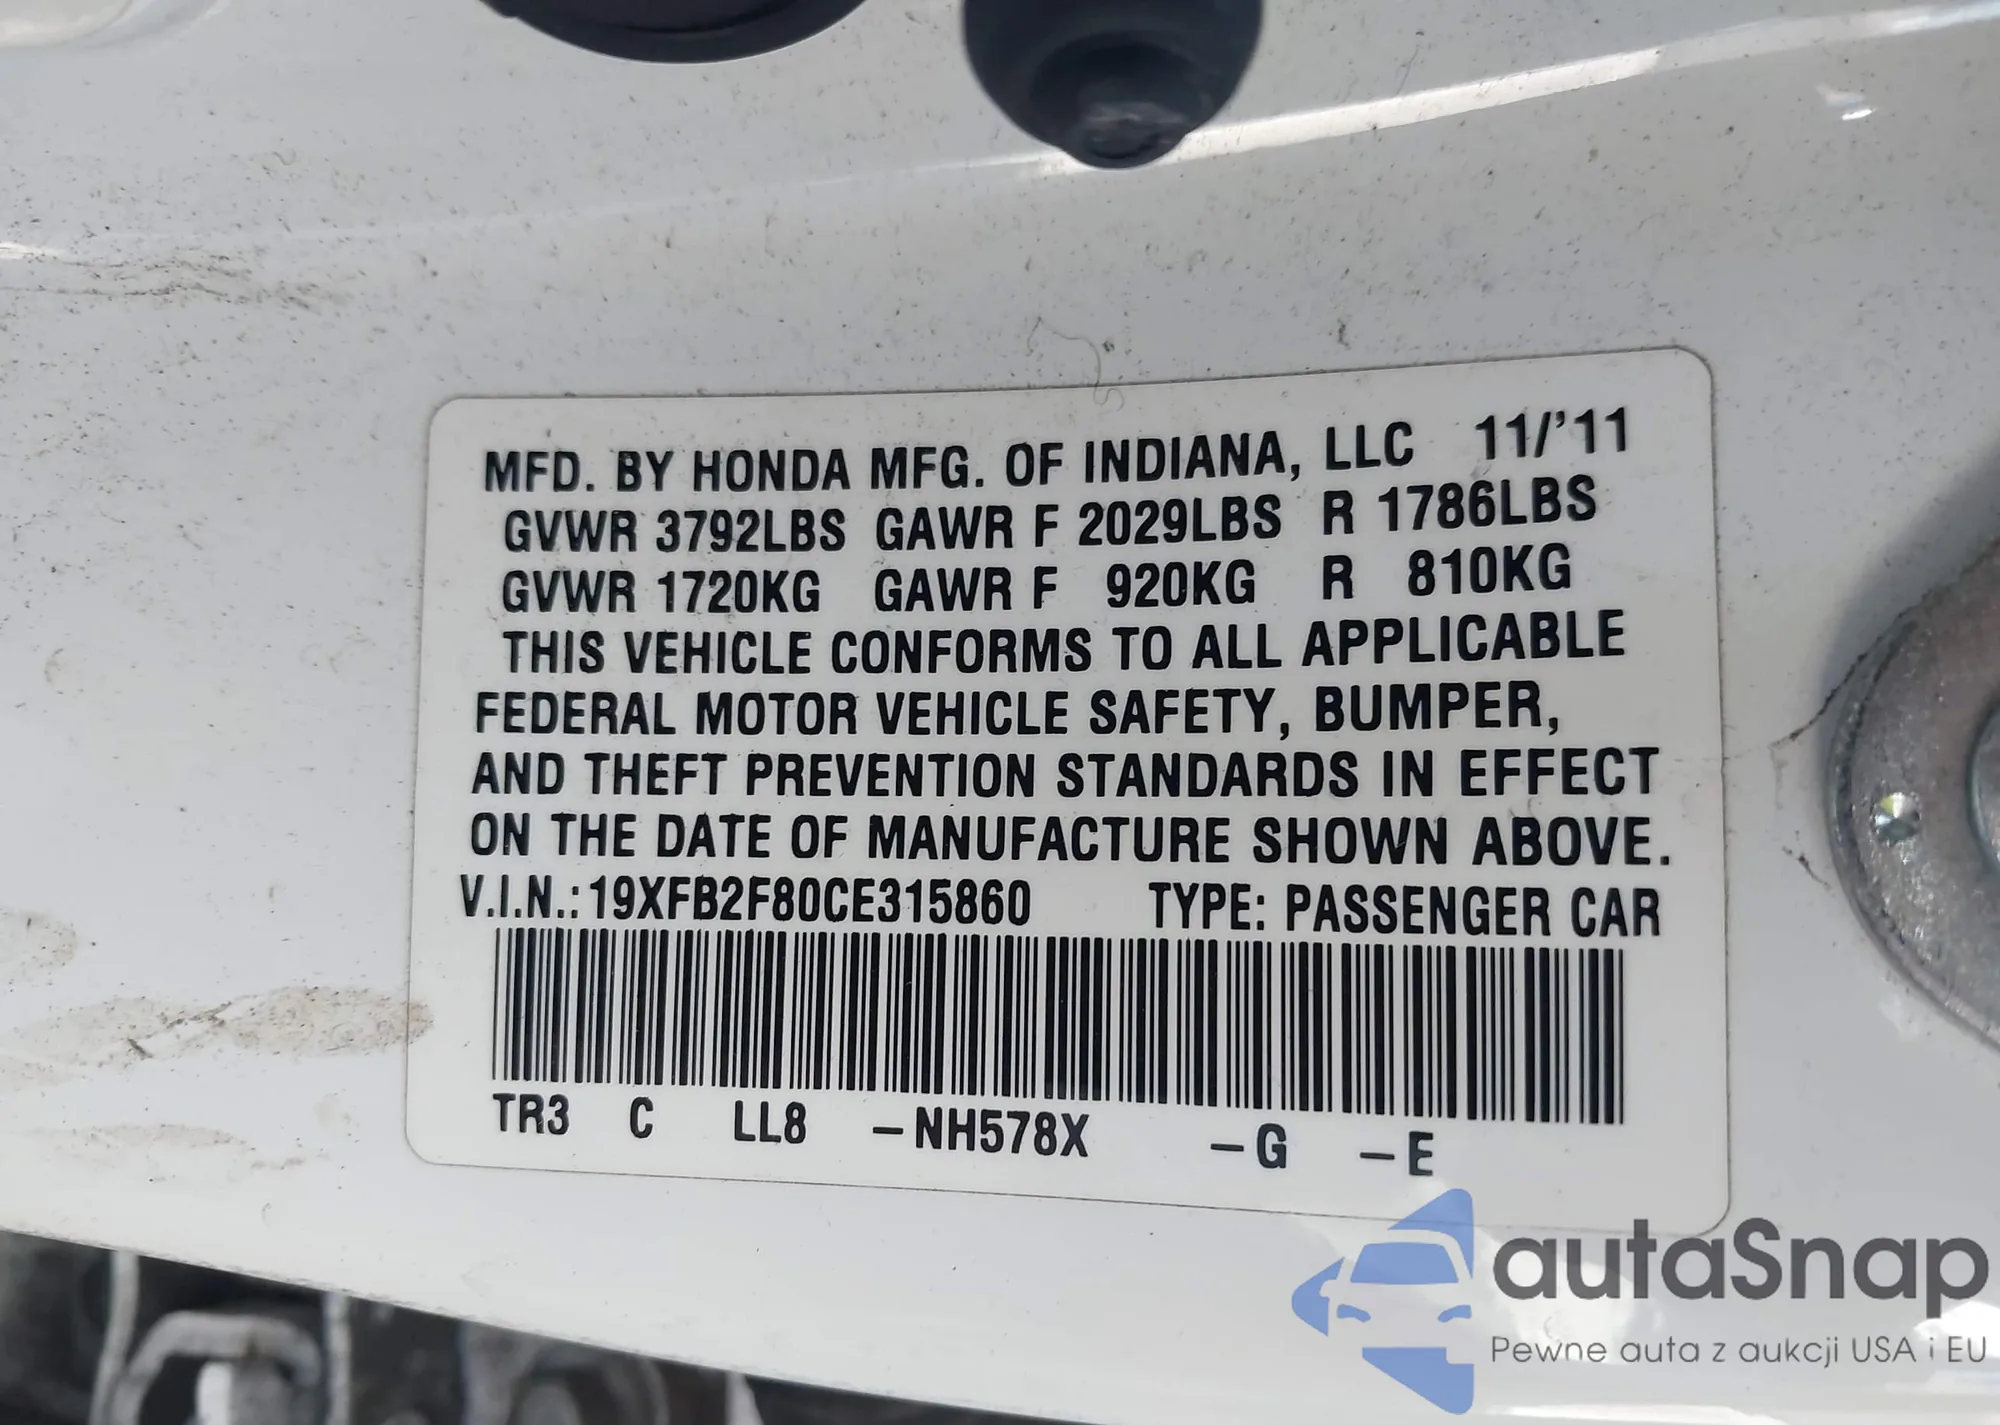 MFD. BY HONDA MFG. OF INDIANA, LLC 11/'11
GVWR 3792LBS GAWR F 2029LBS R 1786LBS
GVWR 1720KG GAWR F 920KG R 810KG
THIS VEHICLE CONFORMS TO ALL APPLICABLE
FEDERAL MOTOR VEHICLE SAFETY, BUMPER,
AND THEFT PREVENTION STANDARDS IN EFFECT
ON THE DATE OF MANUFACTURE SHOWN ABOVE.
V.I.N.:19XFB2F80CE315860 TYPE: PASSENGER CAR
TR3 C LL8 -NH578X -G -E
autaSnap
Pewne auta z aukcji USA i EU